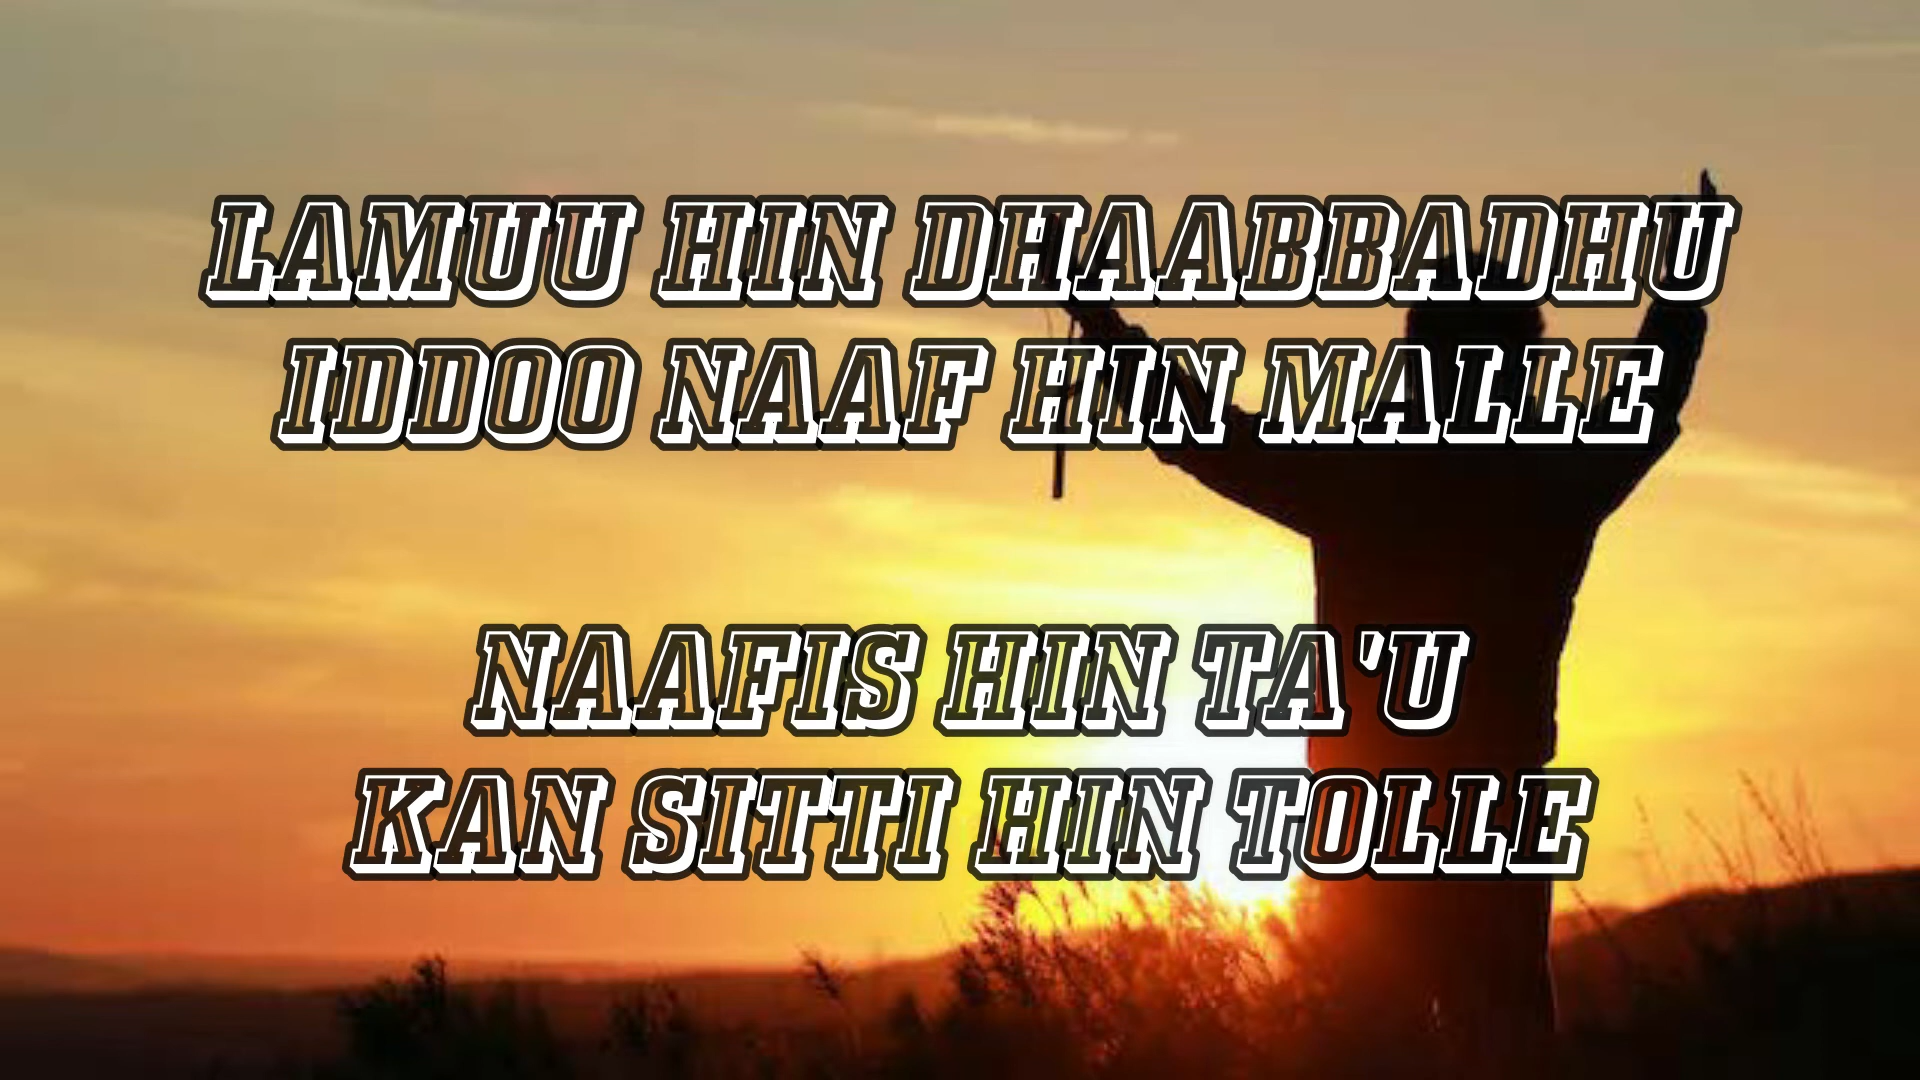 LAMUU HIN DHAABBADHU
IDDOO NAAF HIN MALLE
NAAFIS HIN TA'U
KAN SITTI HIN TOLLE